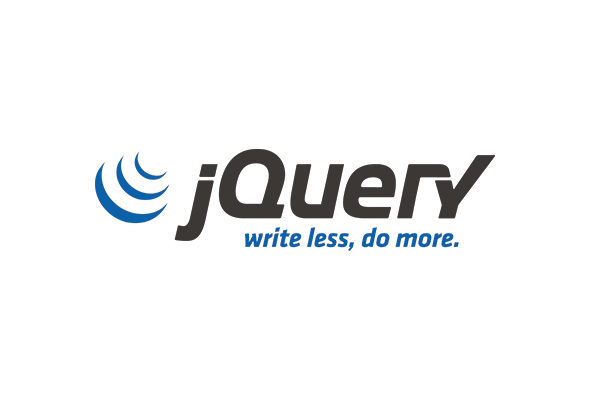 jQuery
write less, do more.